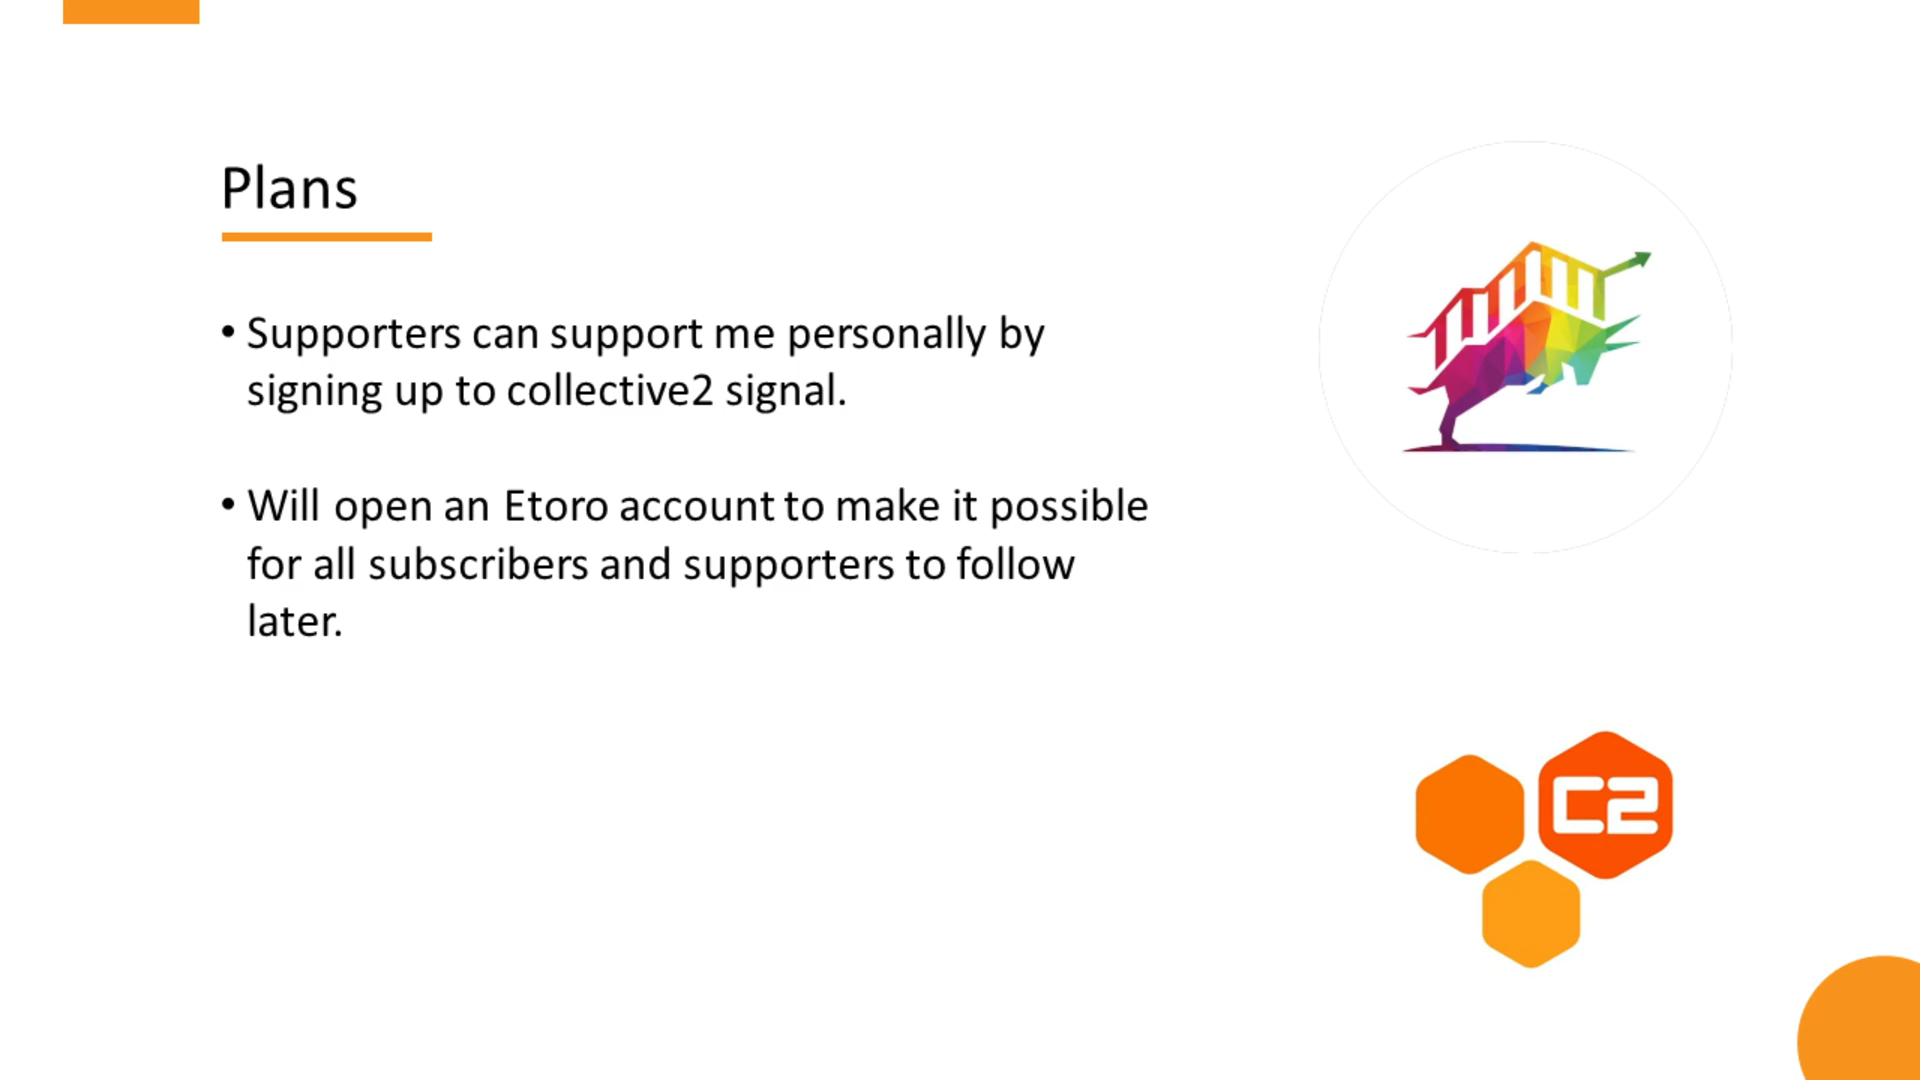 Plans
• Supporters can support me personally by
signing up to collective2 signal.
• Will open an Etoro account to make it possible
for all subscribers and supporters to follow
later.
C2